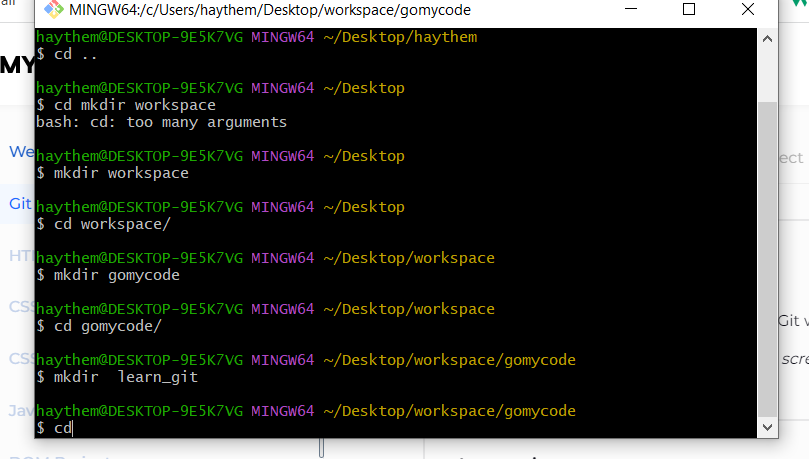 MINGW64:/c/Users/haythem/Desktop/workspace/gomycode
haythem@DESKTOP-9E5K7VG MINGW64 ~/Desktop/haythem
$ cd ..
haythem@DESKTOP-9E5K7VG MINGW64 ~/Desktop
$ cd mkdir workspace
bash: cd: too many arguments
haythem@DESKTOP-9E5K7VG MINGW64 ~/Desktop
$ mkdir workspace
haythem@DESKTOP-9E5K7VG MINGW64 ~/Desktop
$ cd workspace/
haythem@DESKTOP-9E5K7VG MINGW64 ~/Desktop/workspace
$ mkdir gomycode
haythem@DESKTOP-9E5K7VG MINGW64 ~/Desktop/workspace
$ cd gomycode/
haythem@DESKTOP-9E5K7VG MINGW64 ~/Desktop/workspace/gomycode
$ mkdir  learn_git
haythem@DESKTOP-9E5K7VG MINGW64 ~/Desktop/workspace/gomycode
$ cd
MY
We
Git
HT
CSS
CSS
Jav
ect
Git
scre